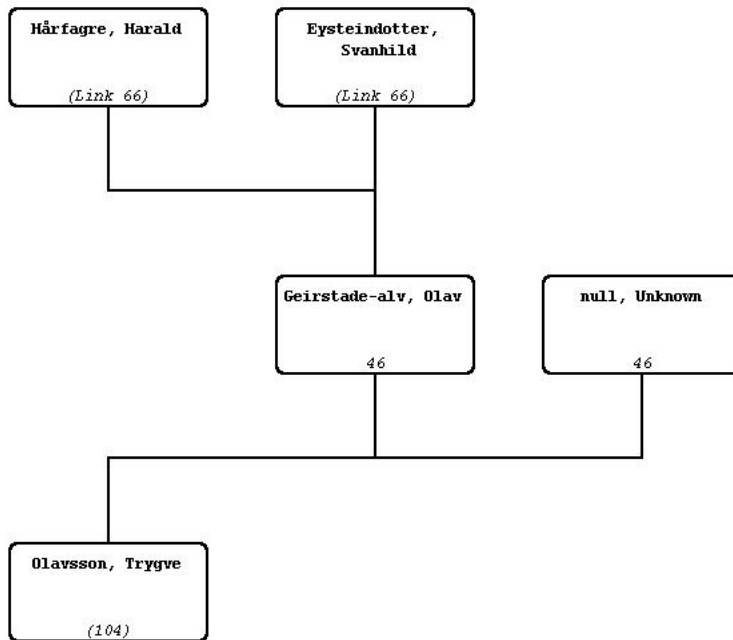 Hårfagre, Harald
(Link 66)
Eysteindotter,
Svanhild
(Link 66)
Geirstade-alv, Olav
46
null, Unknown
46
Olavsson, Trygve
(104)